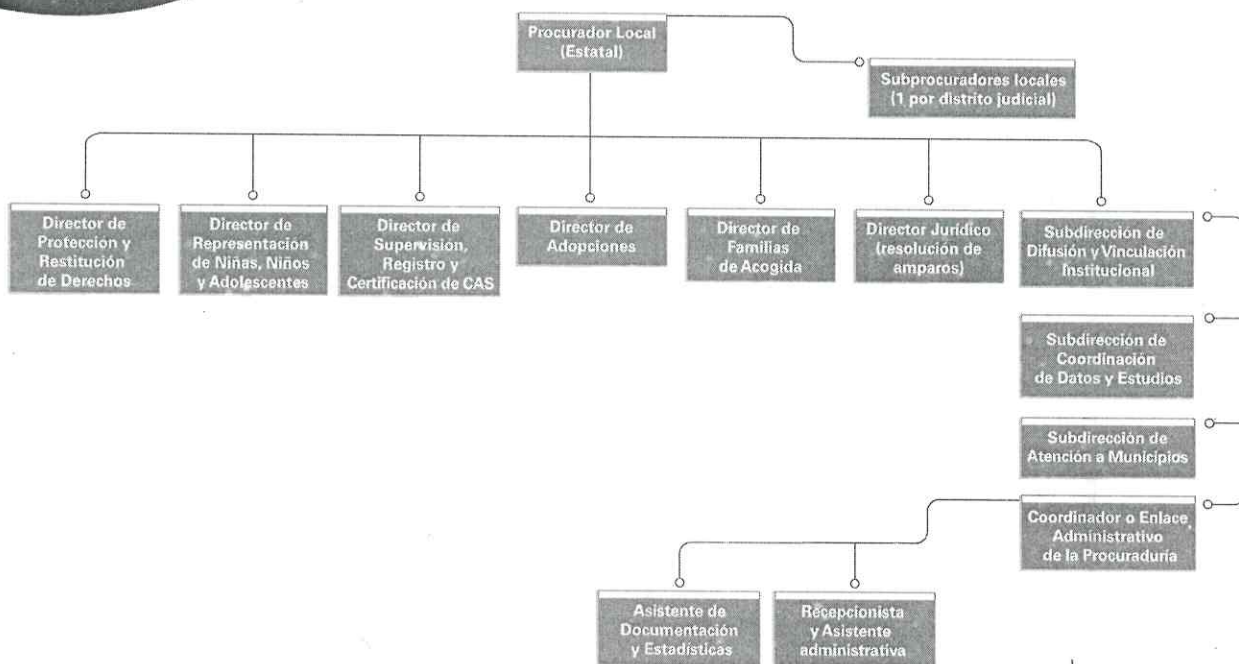 Procurador Local
(Estatal)
Subprocuradores locales
(1 por distrito judicial)
Director de
Protección y
Restitución
de Derechos
Director de
Representación
de Niñas, Niños
y Adolescentes
Director de
Supervisión,
Registro y
Certificación de CAS
Director de
Adopciones
Director de
Familias
de Acogida
Director Jurídico
(resolución de
amparos)
Subdirección de
Difusión y Vinculación
Institucional
Subdirección de
Coordinación
de Datos y Estudios
Subdirección de
Atención a Municipios
Coordinador o Enlace
Administrativo
de la Procuraduría
Asistente de
Documentación
y Estadísticas
Recepcionista
y Asistente
administrativa